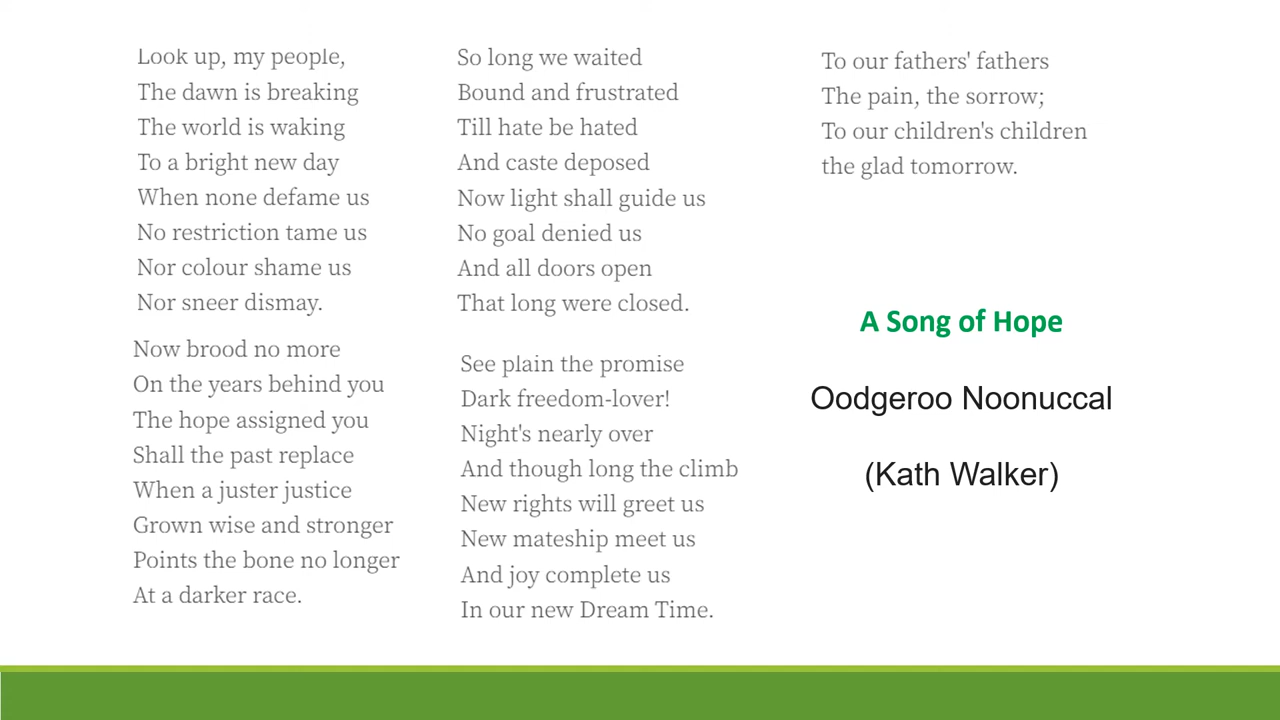 Look up, my people,
The dawn is breaking
The world is waking
To a bright new day
When none defame us
No restriction tame us
Nor colour shame us
Nor sneer dismay.
Now brood no more
On the years behind you
The hope assigned you
Shall the past replace
When a juster justice
Grown wise and stronger
Points the bone no longer
At a darker race.
So long we waited
Bound and frustrated
Till hate be hated
And caste deposed
Now light shall guide us
No goal denied us
And all doors open
That long were closed.
See plain the promise
Dark freedom-lover!
Night's nearly over
And though long the climb
New rights will greet us
New mateship meet us
And joy complete us
In our new Dream Time.
To our fathers' fathers
The pain, the sorrow;
To our children's children
the glad tomorrow.
A Song of Hope
Oodgeroo Noonuccal
(Kath Walker)